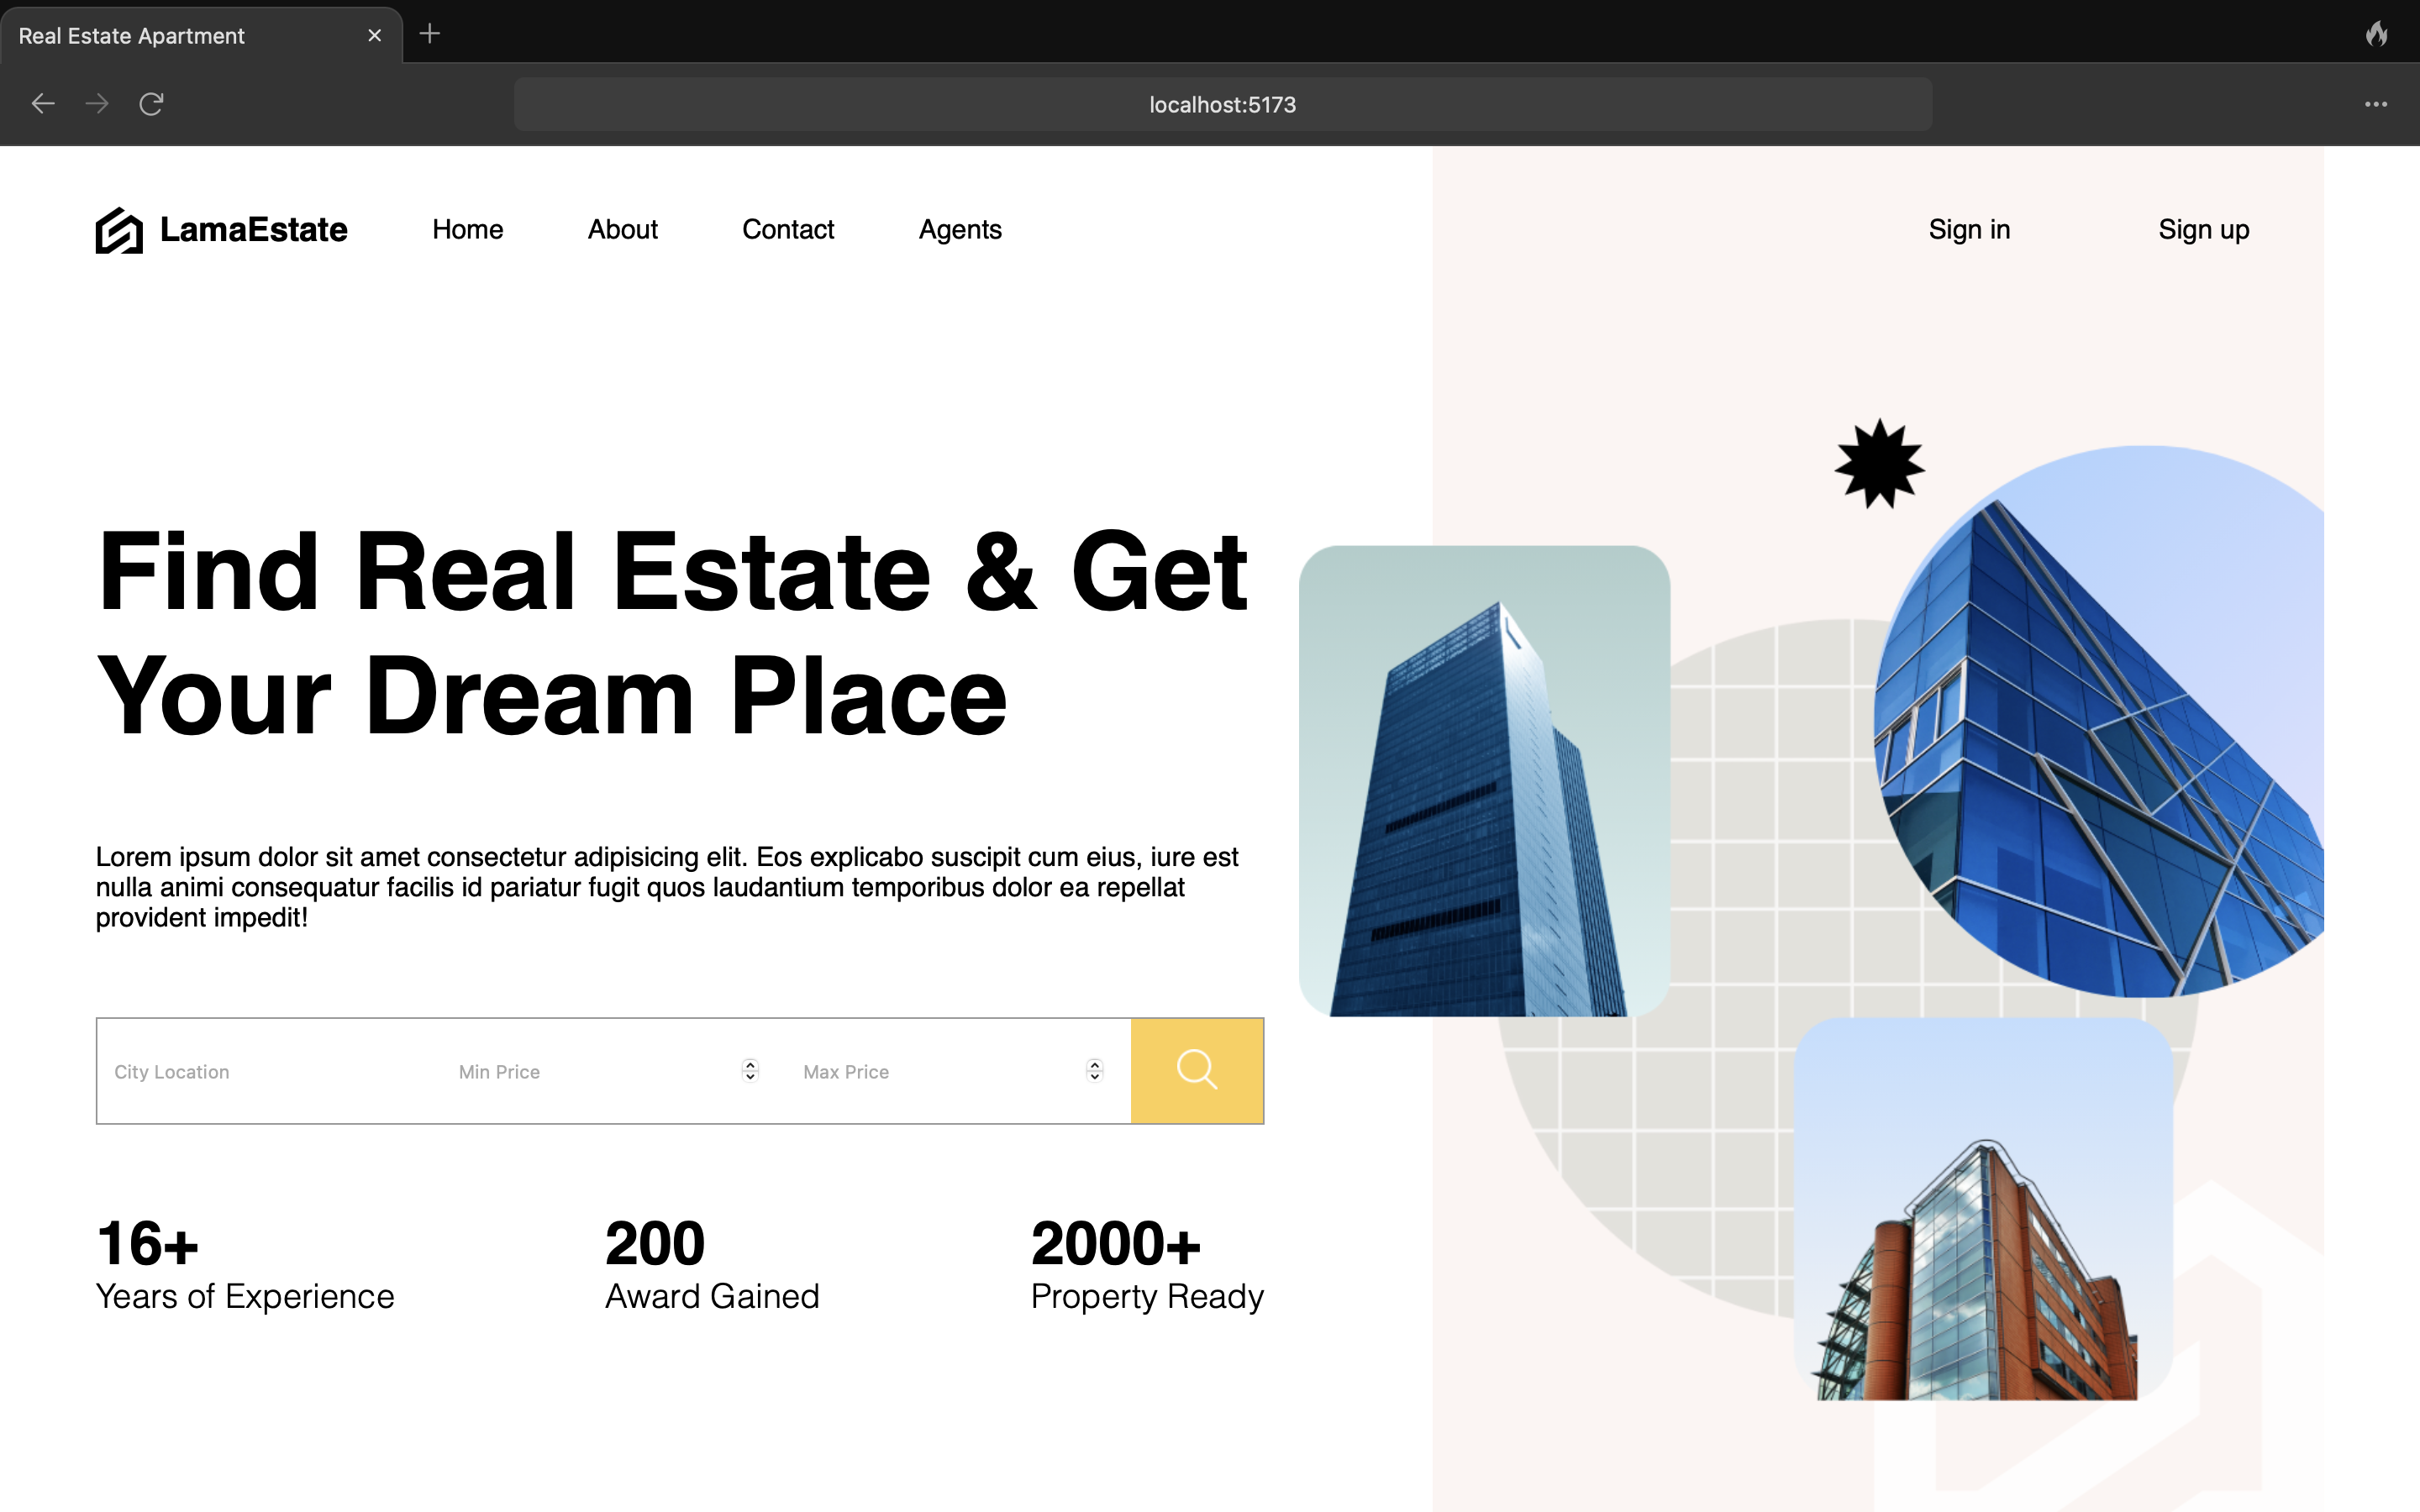 Real Estate Apartment
localhost:5173
LamaEstate Home About Contact Agents Sign in Sign up
Find Real Estate & Get
Your Dream Place
Lorem ipsum dolor sit amet consectetur adipisicing elit. Eos explicabo suscipit cum eius, iure est
nulla animi consequatur facilis id pariatur fugit quos laudantium temporibus dolor ea repellat
provident impedit!
City Location Min Price Max Price
16+ 200 2000+
Years of Experience Award Gained Property Ready